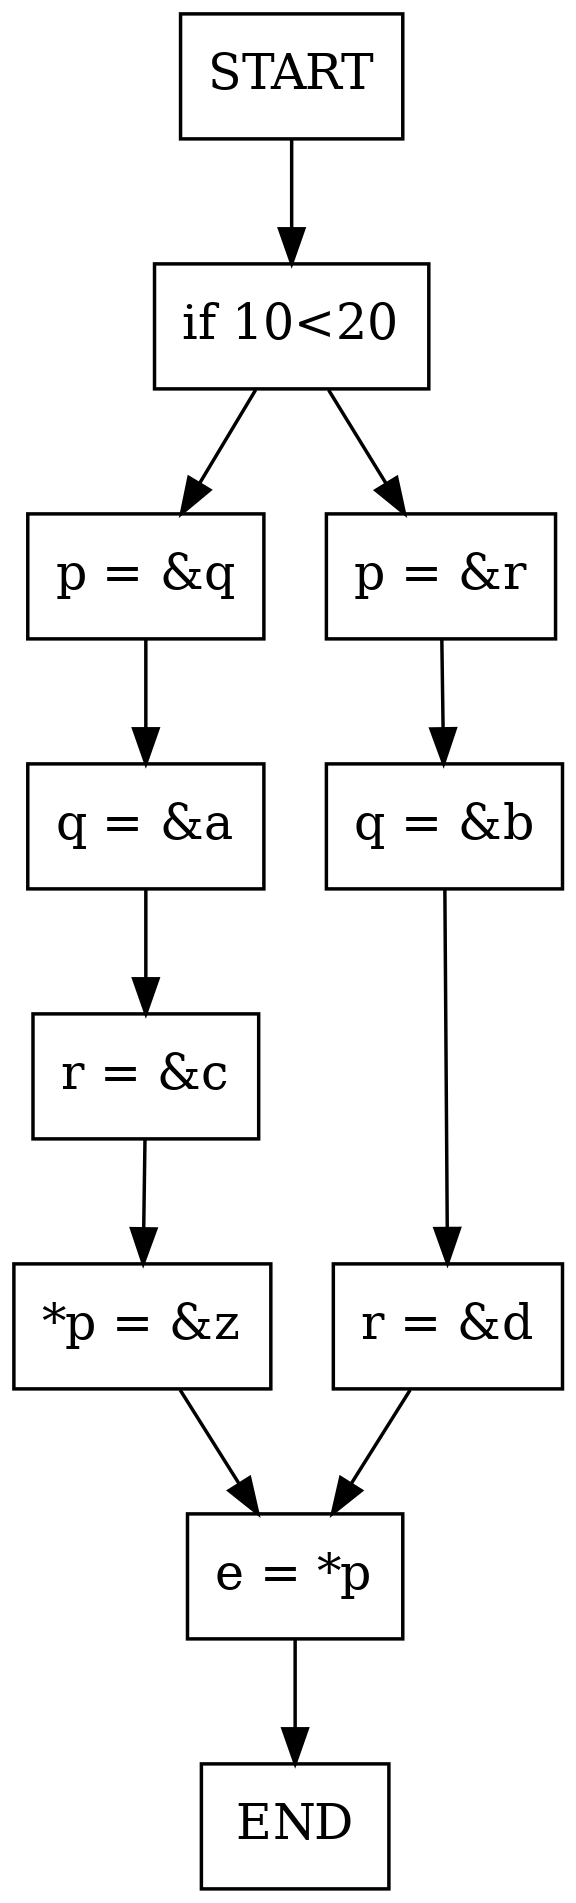 START
if 10<20
p = &q
p = &r
q = &a
q = &b
r = &c
*p = &z
r = &d
e = *p
END